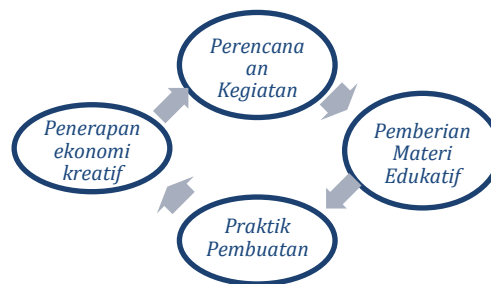 Perencana
an
Kegiatan
Pemberian
Materi
Edukatif
Praktik
Pembuatan
Penerapan
ekonomi
kreatif